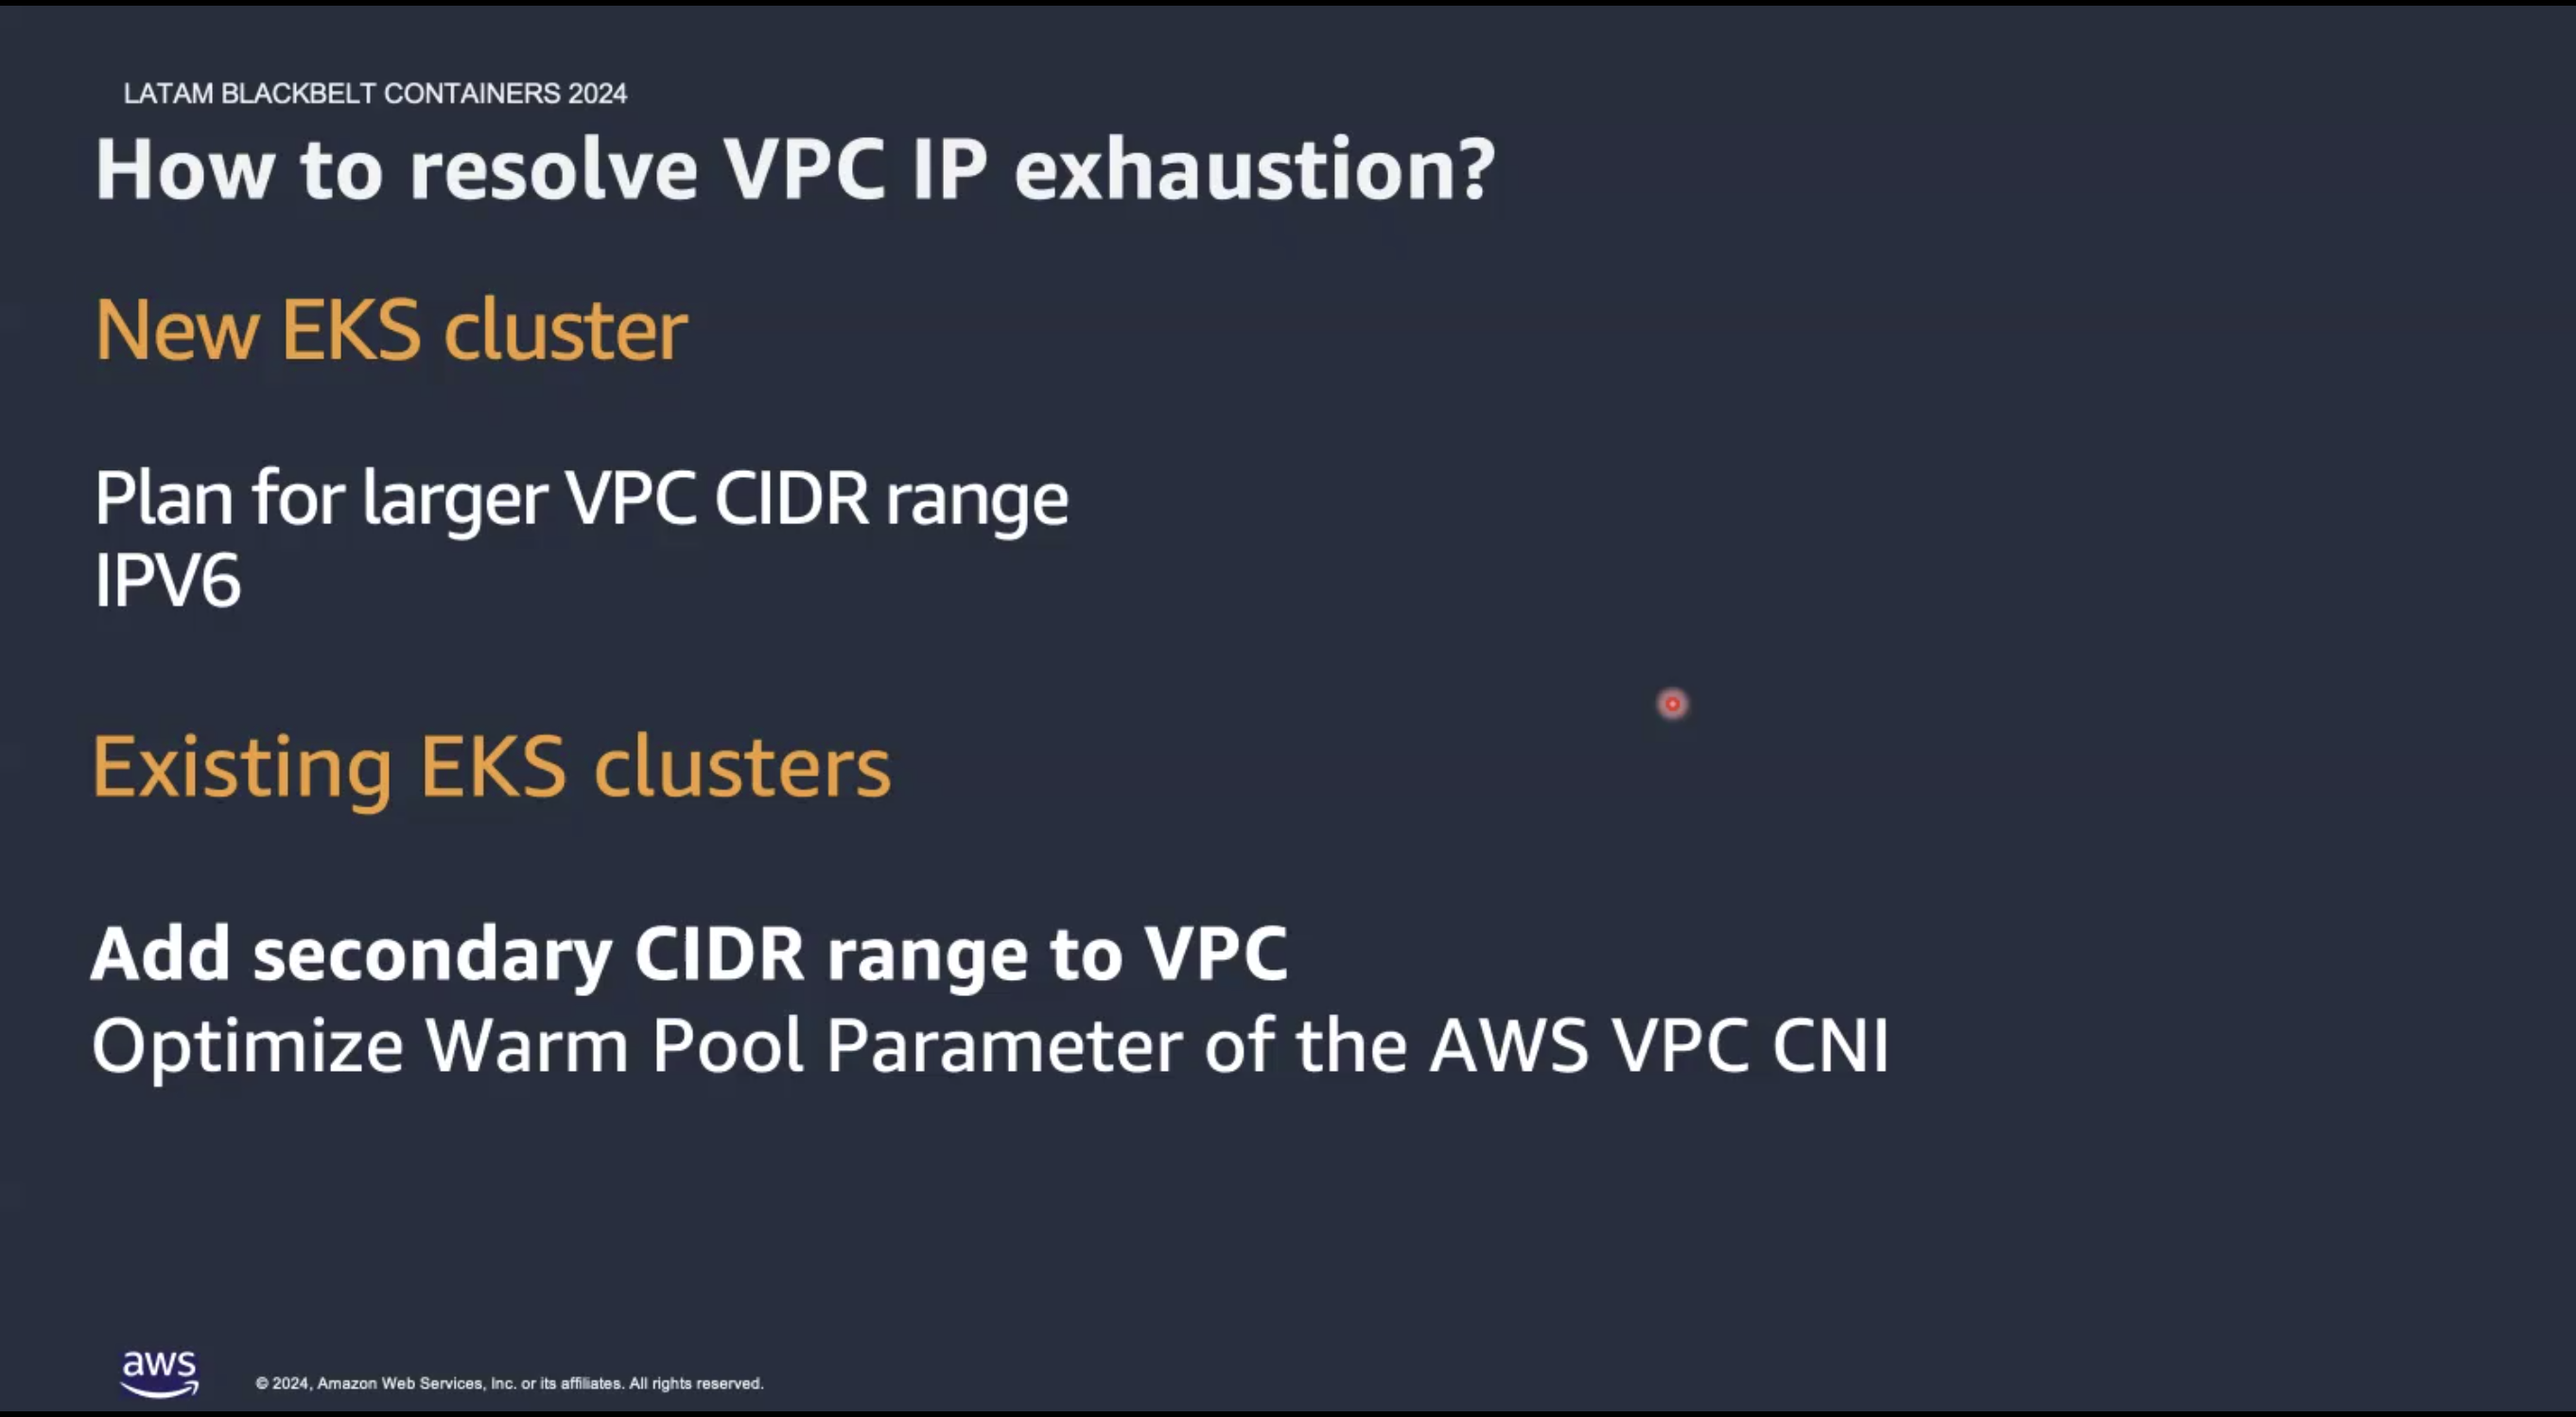 LATAM BLACKBELT CONTAINERS 2024
How to resolve VPC IP exhaustion?
New EKS cluster
Plan for larger VPC CIDR range
IPV6
Existing EKS clusters
Add secondary CIDR range to VPC
Optimize Warm Pool Parameter of the AWS VPC CNI
aws
© 2024, Amazon Web Services, Inc. or its affiliates. All rights reserved.